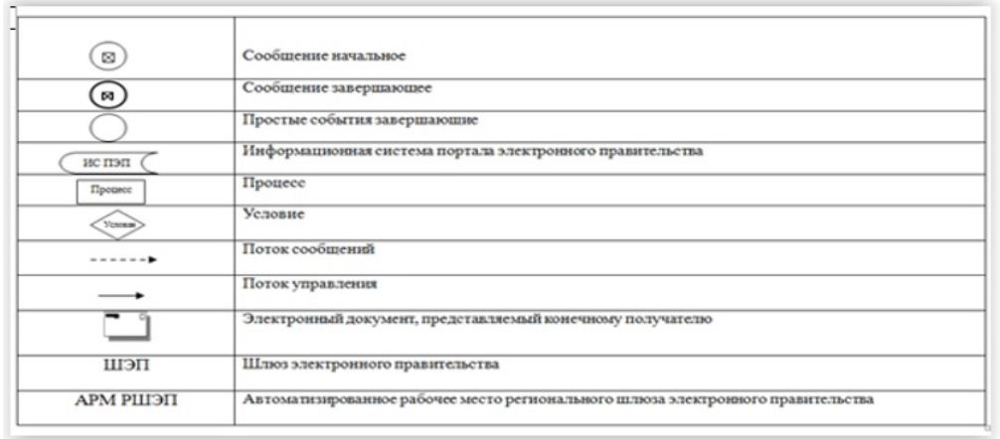 Сообщение начальное
Сообщение завершающее
Простые события завершающие
ИС ПЭП
Информационная система портала электронного правительства
Процесс
Процесс
Условие
Условие
Поток сообщений
Поток управления
Электронный документ, представляемый конечному получателю
ШЭП
Шлюз электронного правительства
АРМ РШЭП
Автоматизированное рабочее место регионального шлюза электронного правительства